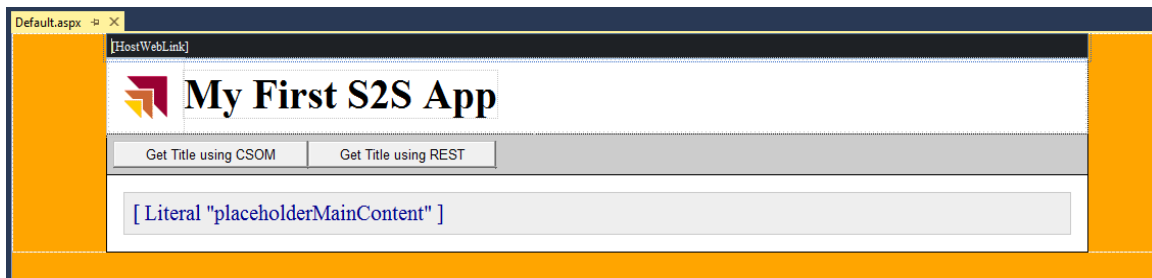 Default.aspx
[HostWebLink]
My First S2S App
Get Title using CSOM Get Title using REST
[ Literal "placeholderMainContent" ]